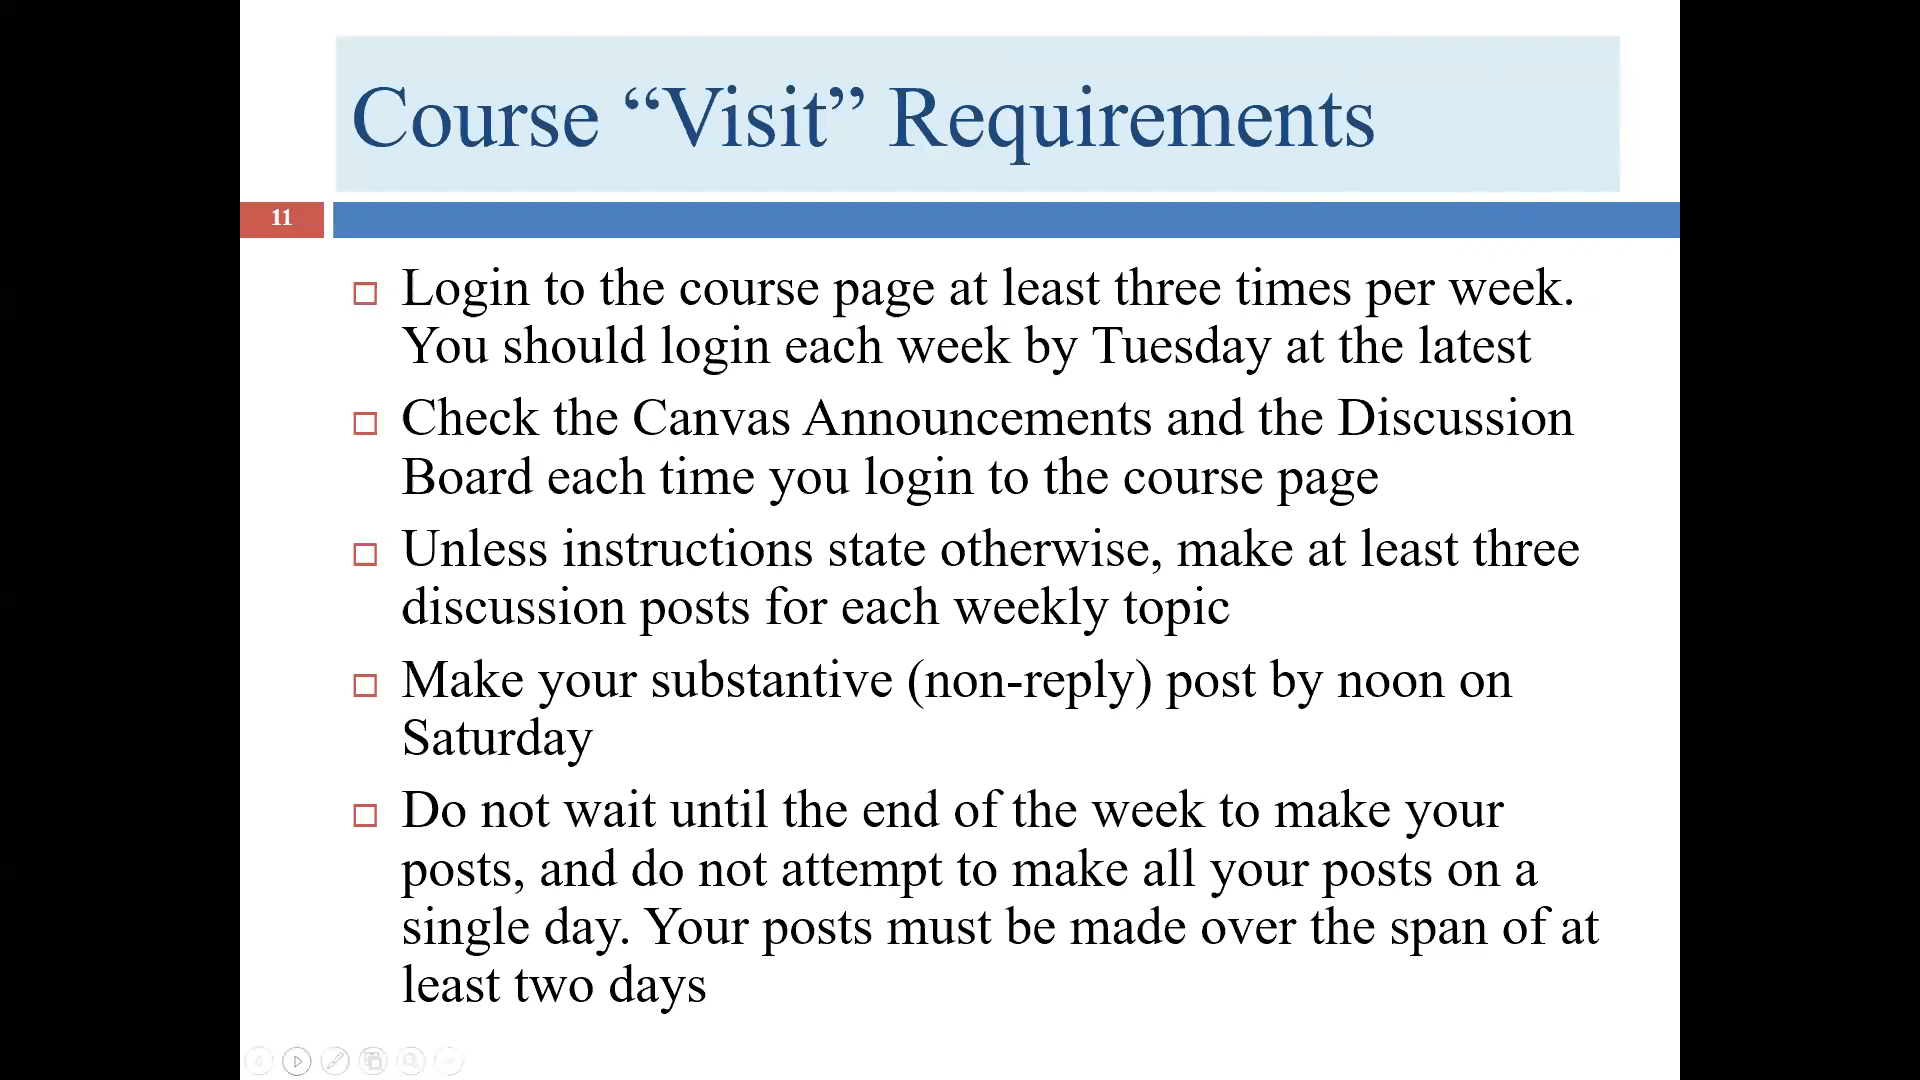 Course “Visit” Requirements
11
Login to the course page at least three times per week.
You should login each week by Tuesday at the latest
Check the Canvas Announcements and the Discussion
Board each time you login to the course page
Unless instructions state otherwise, make at least three
discussion posts for each weekly topic
Make your substantive (non-reply) post by noon on
Saturday
Do not wait until the end of the week to make your
posts, and do not attempt to make all your posts on a
single day. Your posts must be made over the span of at
least two days